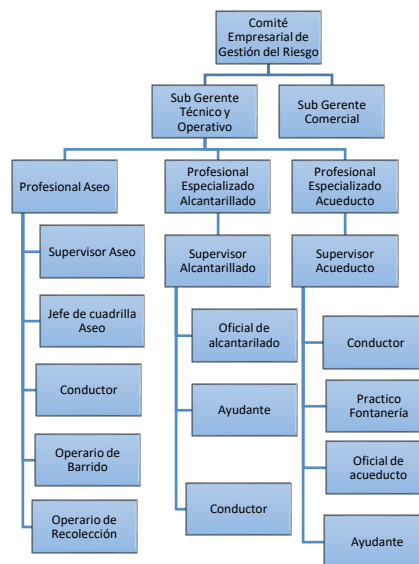 Comité
Empresarial de
Gestión del Riesgo
Sub Gerente
Técnico y
Operativo
Sub Gerente
Comercial
Profesional Aseo
Profesional
Especializado
Alcantarillado
Profesional
Especializado
Acueducto
Supervisor Aseo
Jefe de cuadrilla
Aseo
Conductor
Operario de
Barrido
Operario de
Recolección
Supervisor
Alcantarillado
Oficial de
alcantarilado
Ayudante
Conductor
Supervisor
Acueducto
Conductor
Practico
Fontanería
Oficial de
acueducto
Ayudante